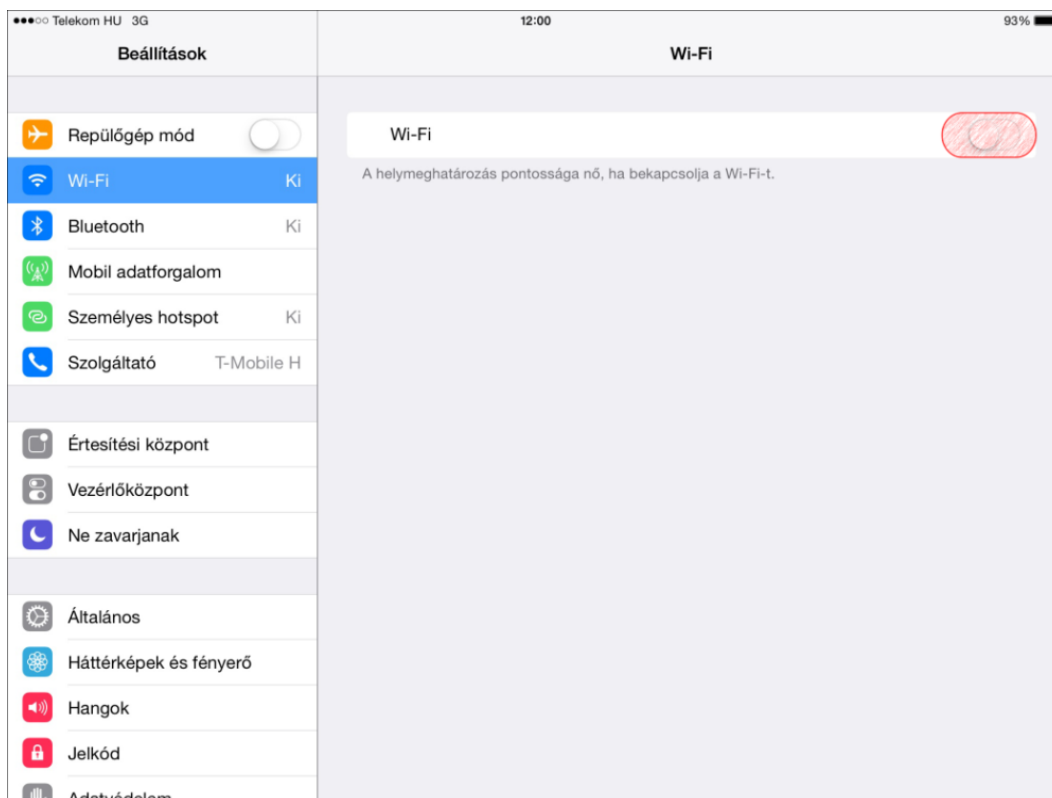 Telekom HU 3G 12:00 93%
Beállítások
Wi-Fi
Repülőgép mód
Wi-Fi Ki
Bluetooth Ki
Mobil adatforgalom
Személyes hotspot Ki
Szolgáltató T-Mobile H
Értesítési központ
Vezérlőközpont
Ne zavarjanak
Általános
Háttérképek és fényerő
Hangok
Jelkód
Adatvédelem
Wi-Fi
A helymeghatározás pontossága nő, ha bekapcsolja a Wi-Fi-t.